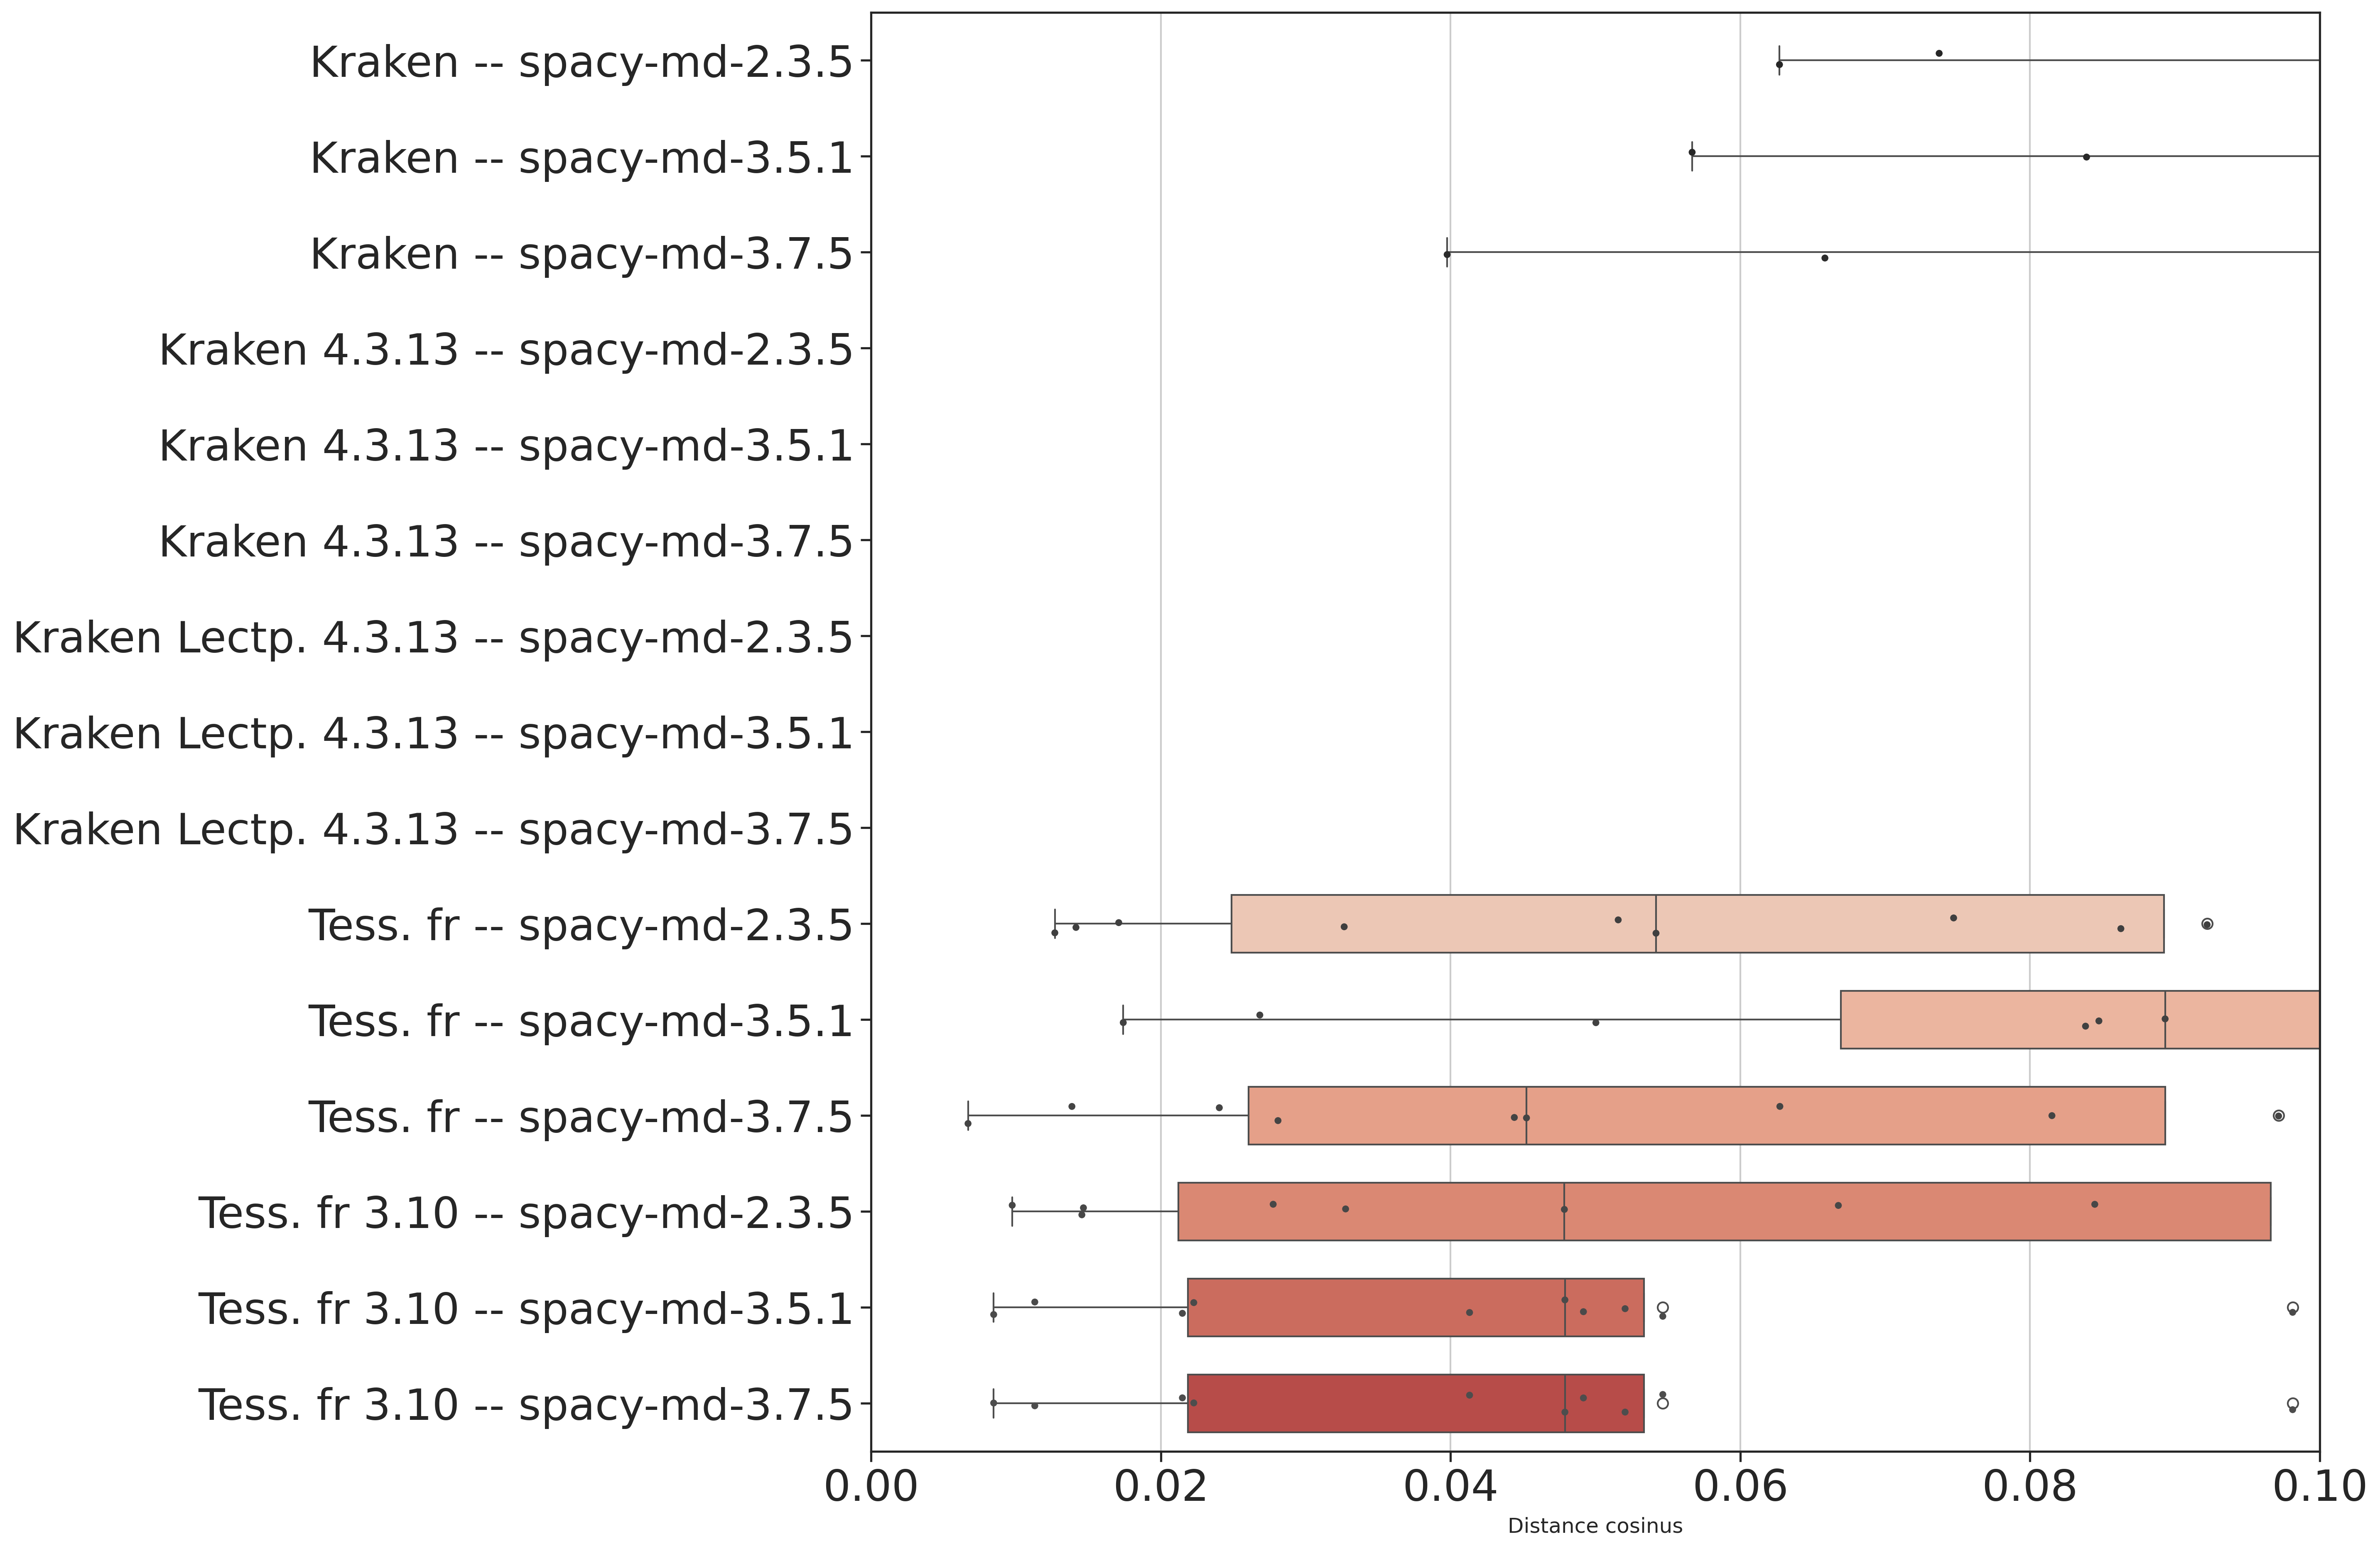 Kraken -- spacy-md-2.3.5
Kraken -- spacy-md-3.5.1
Kraken -- spacy-md-3.7.5
Kraken 4.3.13 -- spacy-md-2.3.5
Kraken 4.3.13 -- spacy-md-3.5.1
Kraken 4.3.13 -- spacy-md-3.7.5
Kraken Lectp. 4.3.13 -- spacy-md-2.3.5
Kraken Lectp. 4.3.13 -- spacy-md-3.5.1
Kraken Lectp. 4.3.13 -- spacy-md-3.7.5
Tess. fr -- spacy-md-2.3.5
Tess. fr -- spacy-md-3.5.1
Tess. fr -- spacy-md-3.7.5
Tess. fr 3.10 -- spacy-md-2.3.5
Tess. fr 3.10 -- spacy-md-3.5.1
Tess. fr 3.10 -- spacy-md-3.7.5
0.00 0.02 0.04 0.06 0.08 0.10
Distance cosinus